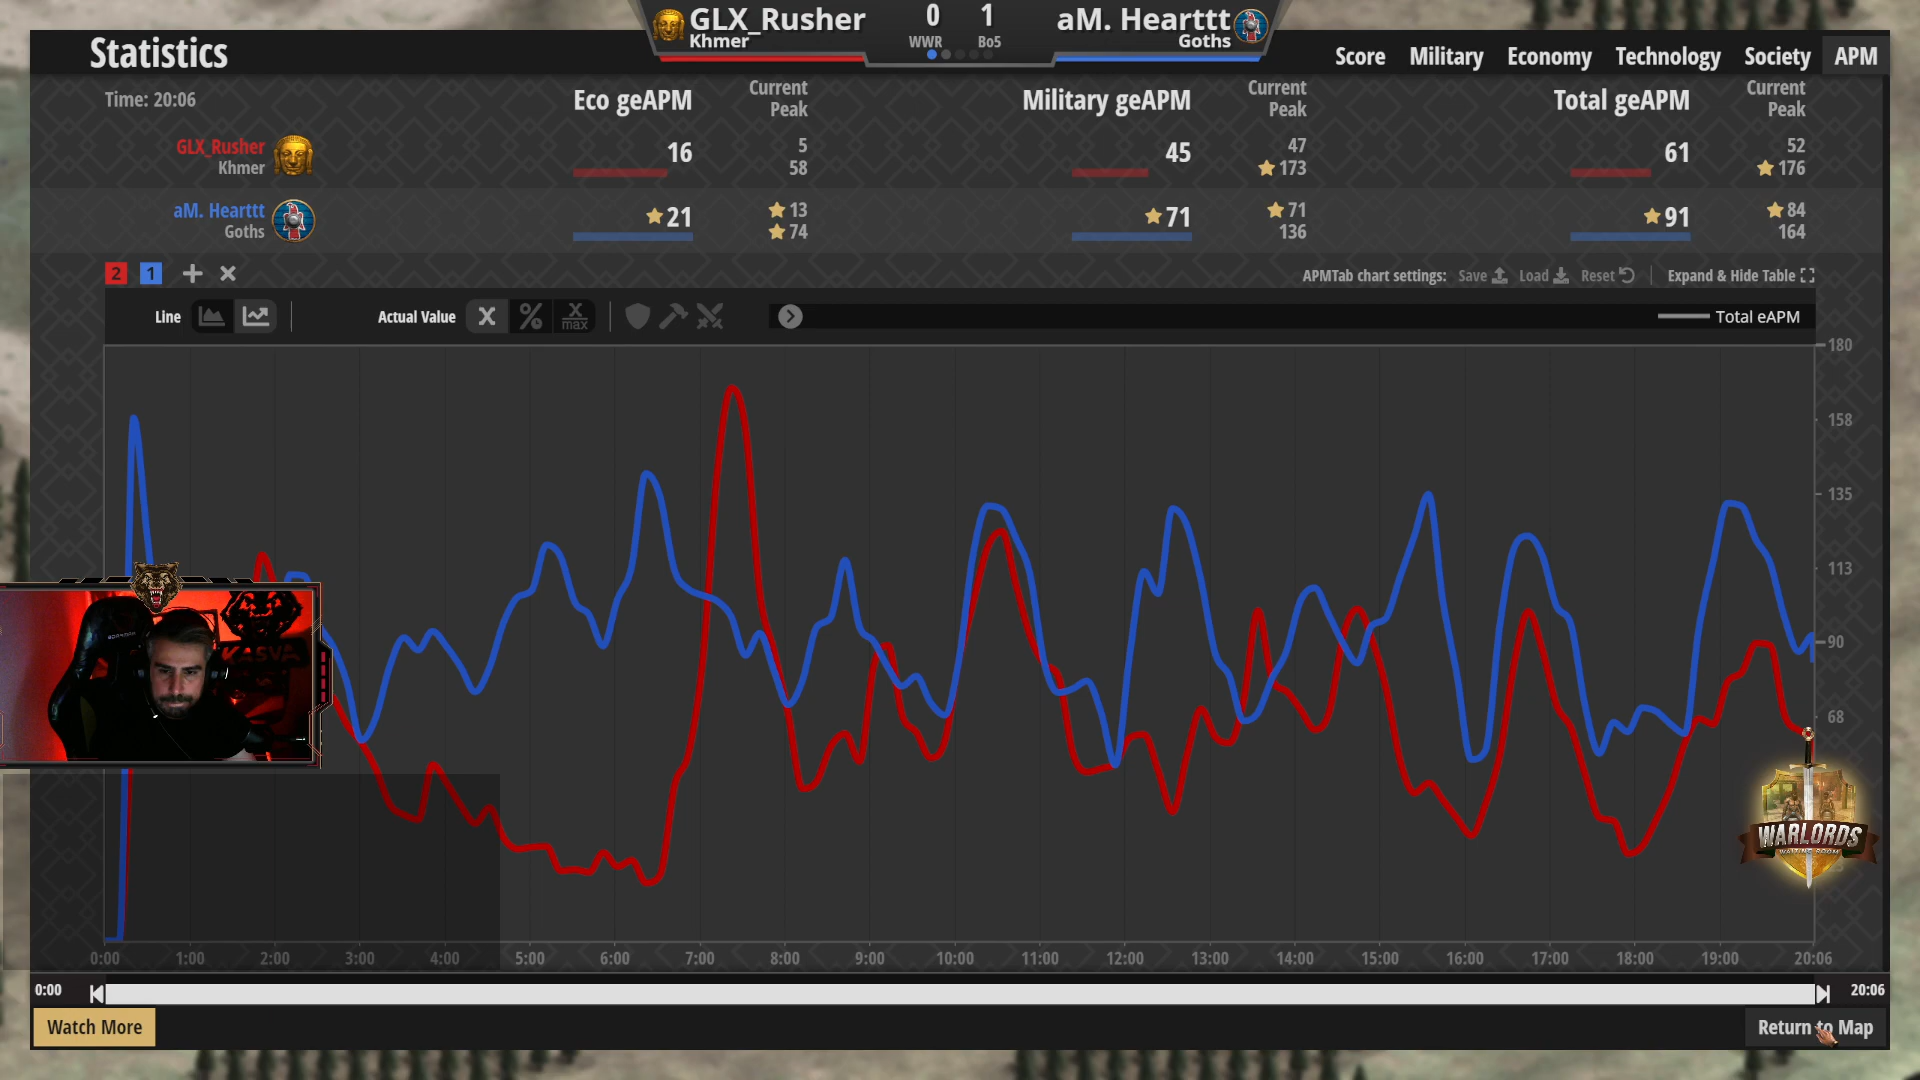 GLX_Rusher
Khmer
0 1
WWR Bo5
aM. Hearttt
Goths
Statistics
Score Military Economy Technology Society APM
Time: 20:06
Eco geAPM
Current
Peak
Military geAPM
Current
Peak
Total geAPM
Current
Peak
GLX_Rusher
Khmer
16
5
58
45
47
173
61
52
176
aM. Hearttt
Goths
21
13
74
71
71
136
91
84
164
2 1
APMTab chart settings: Save Load Reset Expand & Hide Table
Line Actual Value X % X max
Total eAPM
180
158
135
113
90
68
KASVA
WARLORDS
WAITING ROOM
0:00 1:00 2:00 3:00 4:00 5:00 6:00 7:00 8:00 9:00 10:00 11:00 12:00 13:00 14:00 15:00 16:00 17:00 18:00 19:00 20:06
0:00 20:06
Watch More
Return to Map